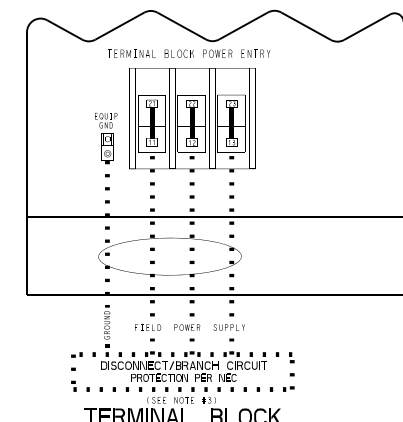 TERMINAL BLOCK POWER ENTRY
21 22 23
EQUIP
GND
11 12 13
GROUND
FIELD POWER SUPPLY
DISCONNECT/BRANCH CIRCUIT
PROTECTION PER NEC
(SEE NOTE #3)
TERMINAL BLOCK